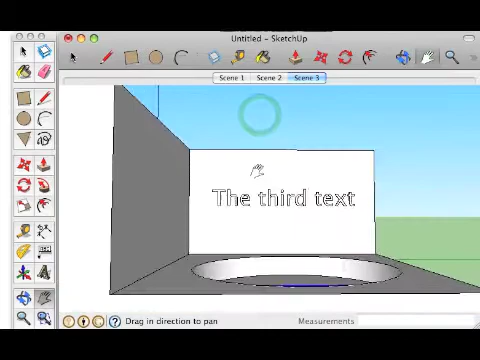 Untitled - SketchUp
Scene 1
Scene 2
Scene 3
The third text
Drag in direction to pan
Measurements